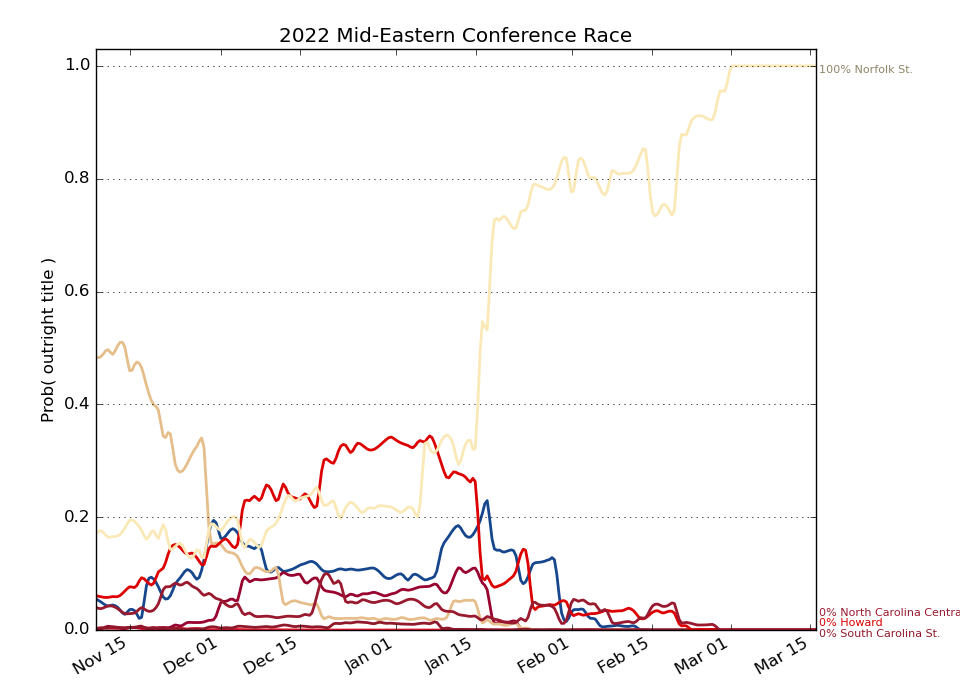 2022 Mid-Eastern Conference Race
Prob( outright title )
1.0
0.8
0.6
0.4
0.2
0.0
Nov 15
Dec 01
Dec 15
Jan 01
Jan 15
Feb 01
Feb 15
Mar 01
Mar 15
100% Norfolk St.
0% North Carolina Centra
0% Howard
0% South Carolina St.